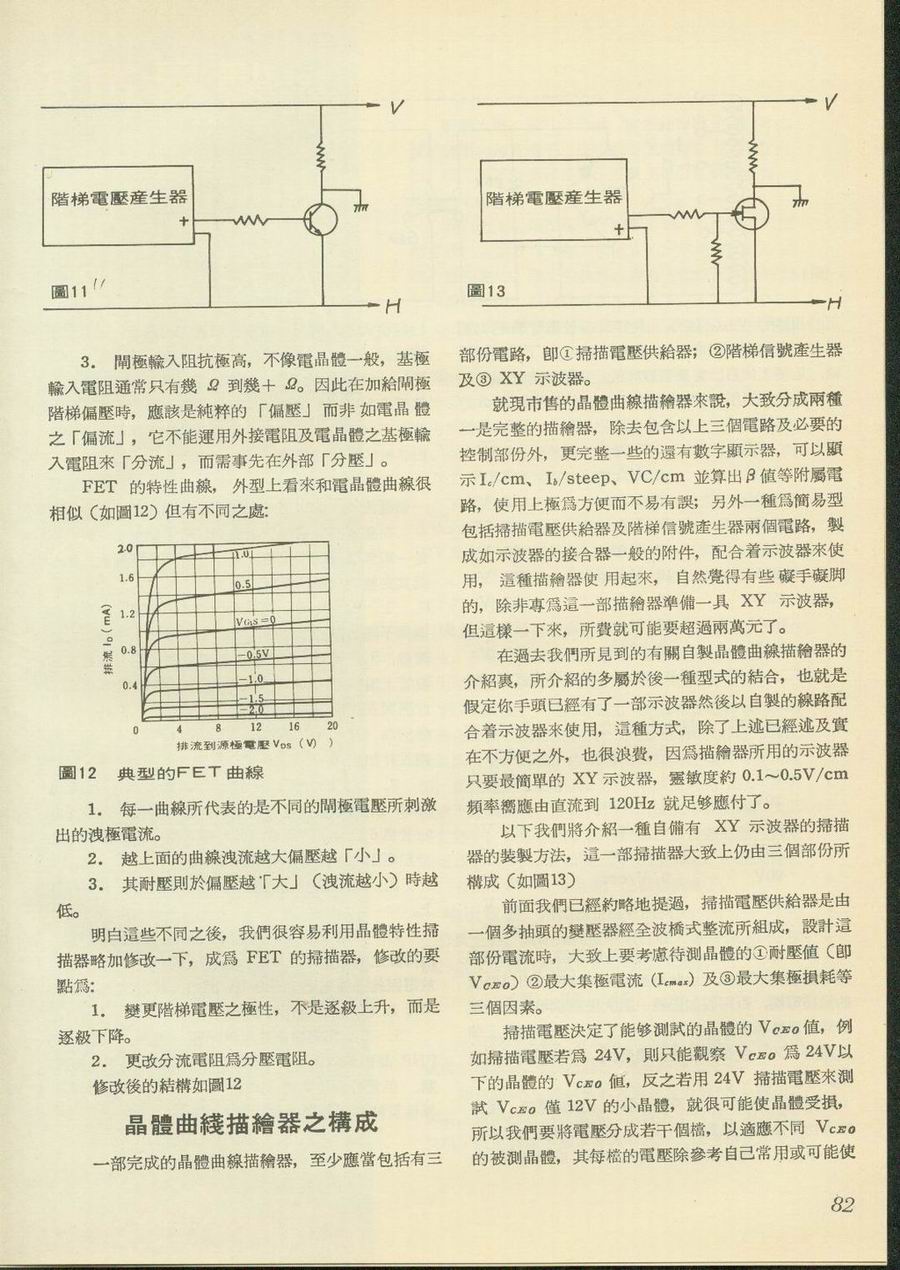 V
階梯電壓産生器
+
圖11
H
V
階梯電壓産生器
+
圖13
H
3. 閘極輸入阻抗極高，不像電晶體一般，基極
輸入電阻通常只有幾 Ω 到幾十 Ω。因此在加給閘極
階梯偏壓時，應該是純粹的「偏壓」而非 如電晶 體
之「偏流」，它不能運用外接電阻及電晶體之基極輸
入電阻來「分流」，而需事先在外部「分壓」。
FET 的特性曲線， 外型上看來和電晶體曲線很
相似（如圖12）但有不同之處：
2.0
1.6
1.2
0.8
0.4
排流 ID (mA)
1.0
0.5
VGS=0
−0.5V
−1.0
−1.5
−2.0
0 4 8 12 16 20
排流到源極電壓 VDS （V） )
圖12 典型的FET曲線
1. 每一曲線所代表的是不同的閘極電壓所刺激
出的洩極電流。
2. 越上面的曲線洩流越大偏壓越「小」。
3. 其耐壓則於偏壓越「大」（洩流越小）時越
低。
明白這些不同之後， 我們很容易利用晶體特性掃
描器略加修改一下，成爲 FET 的掃描器，修改的要
點爲：
1. 變更階梯電壓之極性，不是逐級上升，而是
逐級下降。
2. 更改分流電阻爲分壓電阻。
修改後的結構如圖12
晶體曲綫描繪器之構成
一部完成的晶體曲線描繪器，至少應當包括有三
部份電路，卽①掃描電壓供給器；②階梯信號產生器
及③ XY 示波器。
就現市售的晶體曲線描繪器來說，大致分成兩種
一是完整的描繪器，除去包含以上三個電路及必要的
控制部份外，更完整一些的還有數字顯示器，可以顯
示 Ic/cm、Ib/steep、VC/cm 並算出β值等附屬電
路，使用上極爲方便而不易有誤；另外一種爲簡易型
包括掃描電壓供給器及階梯信號產生器兩個電路，製
成如示波器的接合器一般的附件，配合着示波器來使
用， 這種描繪器使 用起來， 自然覺得有些 礙手礙脚
的，除非專爲這一部描繪器準備一具 XY 示波器，
但這樣一下來，所費就可能要超過兩萬元了。
在過去我們所見到的有關自製晶體曲線描繪器的
介紹裏，所介紹的多屬於後一種型式的結合，也就是
假定你手頭已經有了一部示波器然後以自製的線路配
合着示波器來使用，這種方式，除了上述已經述及實
在不方便之外，也很浪費，因爲描繪器所用的示波器
只要最簡單的 XY 示波器，靈敏度約 0.1～0.5V/cm
頻率嚮應由直流到 120Hz 就足够應付了。
以下我們將介紹一種自備有 XY 示波器的掃描
器的裝製方法，這一部掃描器大致上仍由三個部份所
構成（如圖13）
前面我們已經約略地提過，掃描電壓供給器是由
一個多抽頭的變壓器經全波橋式整流所組成，設計這
部份電流時，大致上要考慮待測晶體的①耐壓値（卽
VCEO）②最大集極電流（Icmax）及③最大集極損耗等
三個因素。
掃描電壓決定了能够測試的晶體的 VCEO値，例
如掃描電壓若爲 24V，則只能觀察 VCEO 爲 24V以
下的晶體的 VCEO 値，反之若用 24V 掃描電壓來測
試 VCEO 僅 12V 的小晶體，就很可能使晶體受損，
所以我們要將電壓分成若干個檔，以適應不同 VCEO
的被測晶體，其每檔的電壓除參考自己常用或可能使
82